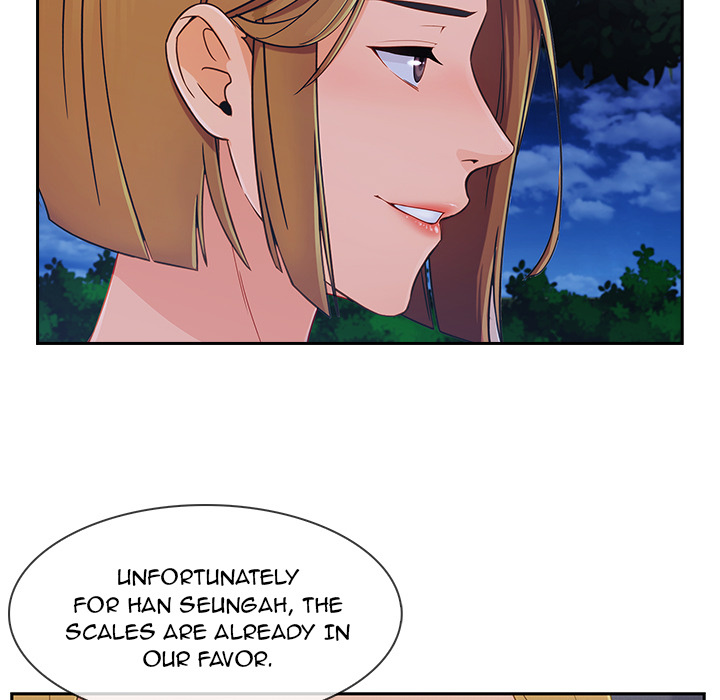 UNFORTUNATELY
FOR HAN SEUNGAH, THE
SCALES ARE ALREADY IN
OUR FAVOR.